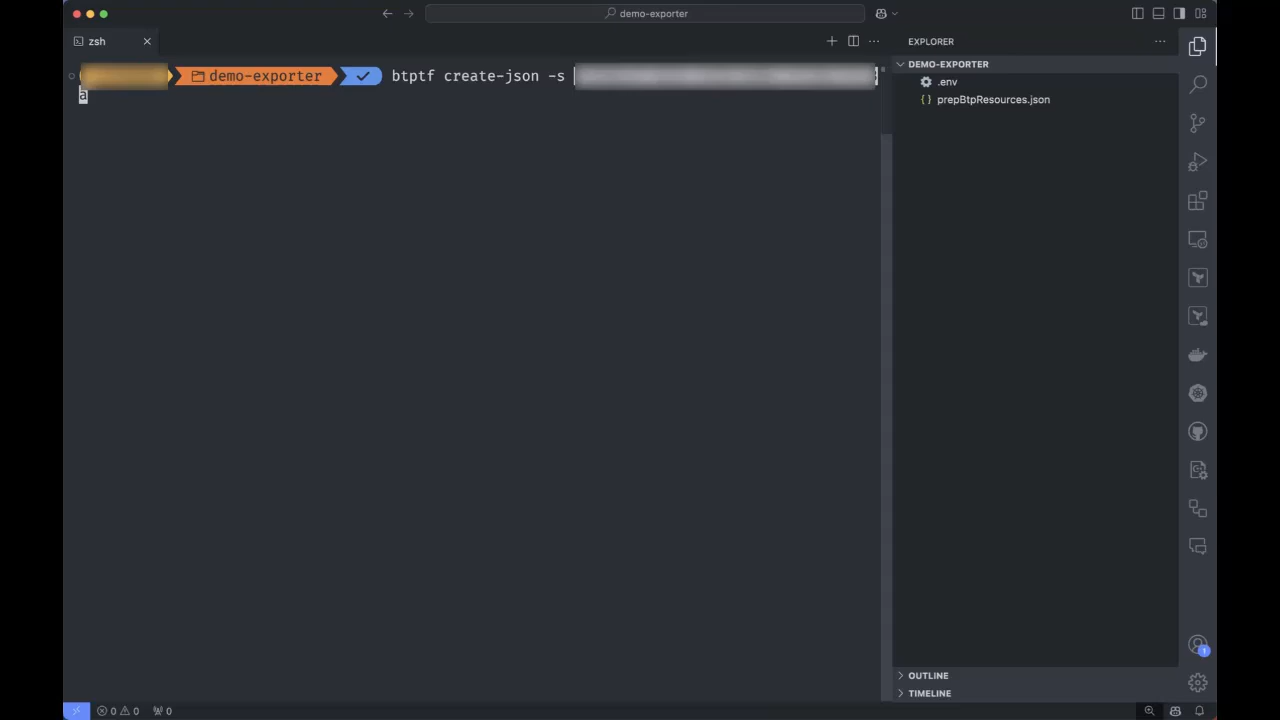 demo-exporter
zsh
EXPLORER
demo-exporter btptf create-json -s
a
DEMO-EXPORTER
.env
{} prepBtpResources.json
OUTLINE
TIMELINE
1
0 0 0